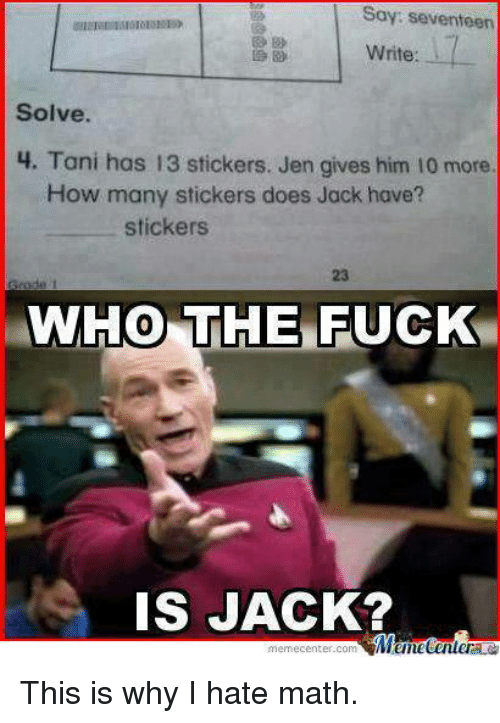 Say: seventeen
Write: 17
Solve.
4. Tani has 13 stickers. Jen gives him 10 more.
How many stickers does Jack have?
stickers
Grade 1
23
WHO THE FUCK
IS JACK?
memecenter.com MemeCenter
This is why I hate math.